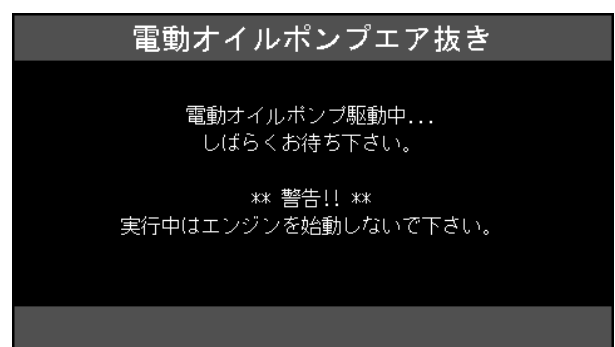 電動オイルポンプエア抜き
電動オイルポンプ駆動中...
しばらくお待ち下さい。
** 警告!! **
実行中はエンジンを始動しないで下さい。